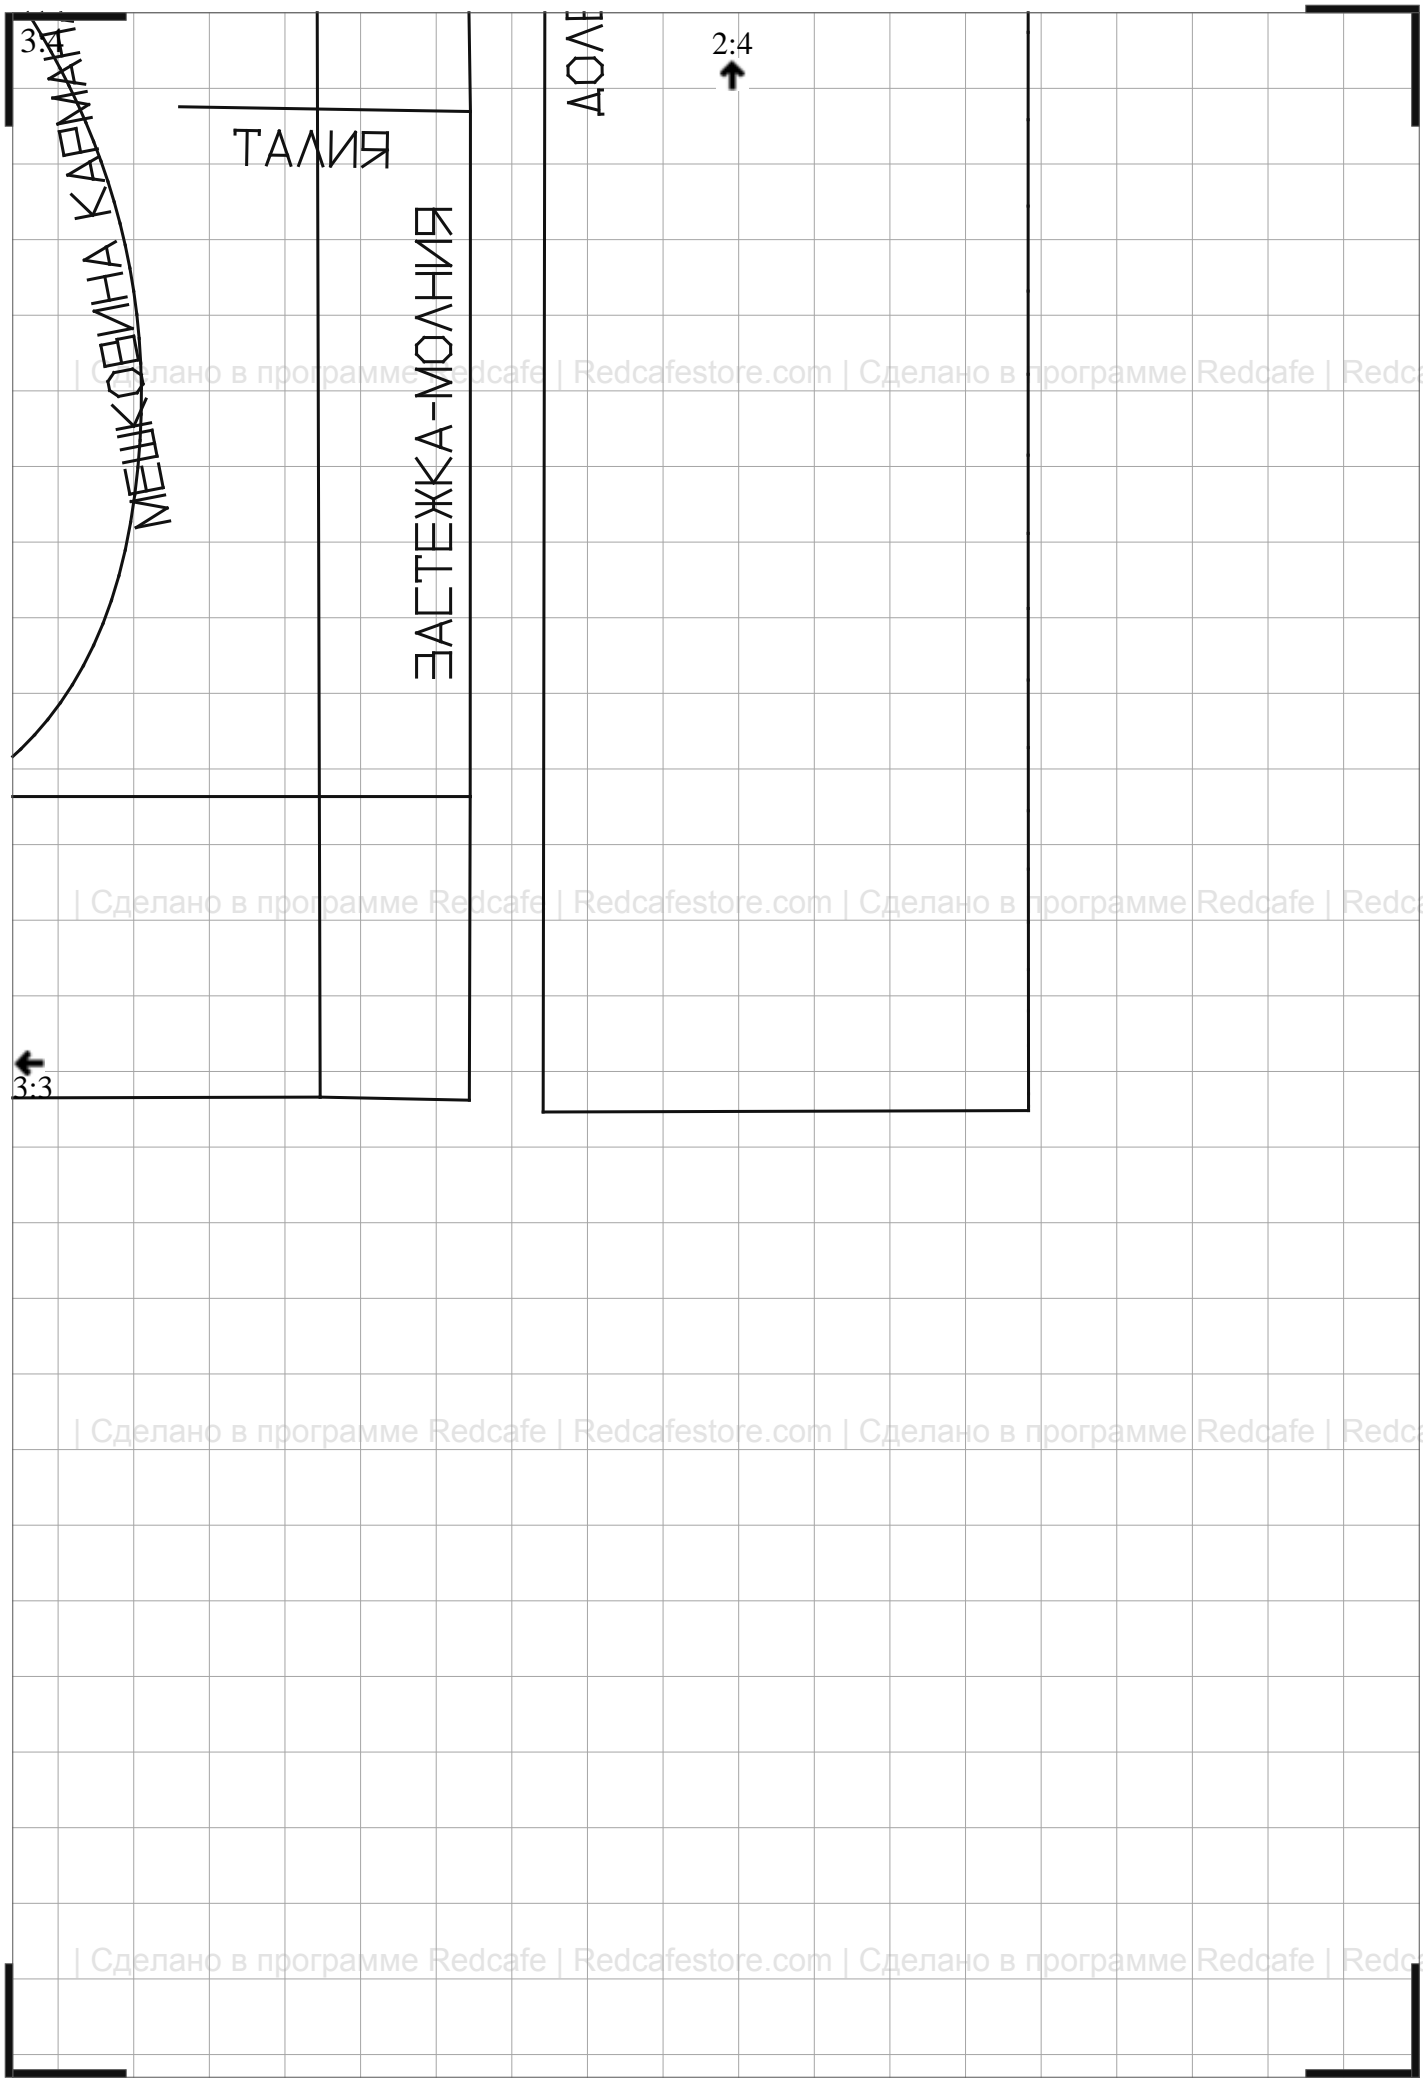 3:4
2:4
МЕШКОВИНА КАРМАН
ТАЛИЯ
ЗАСТЕЖКА-МОЛНИЯ
ДОЛ
| Сделано в программе Redcafe | Redcafestore.com | Сделано в программе Redcafe | Redca
| Сделано в программе Redcafe | Redcafestore.com | Сделано в программе Redcafe | Redca
3:3
| Сделано в программе Redcafe | Redcafestore.com | Сделано в программе Redcafe | Redca
| Сделано в программе Redcafe | Redcafestore.com | Сделано в программе Redcafe | Redca